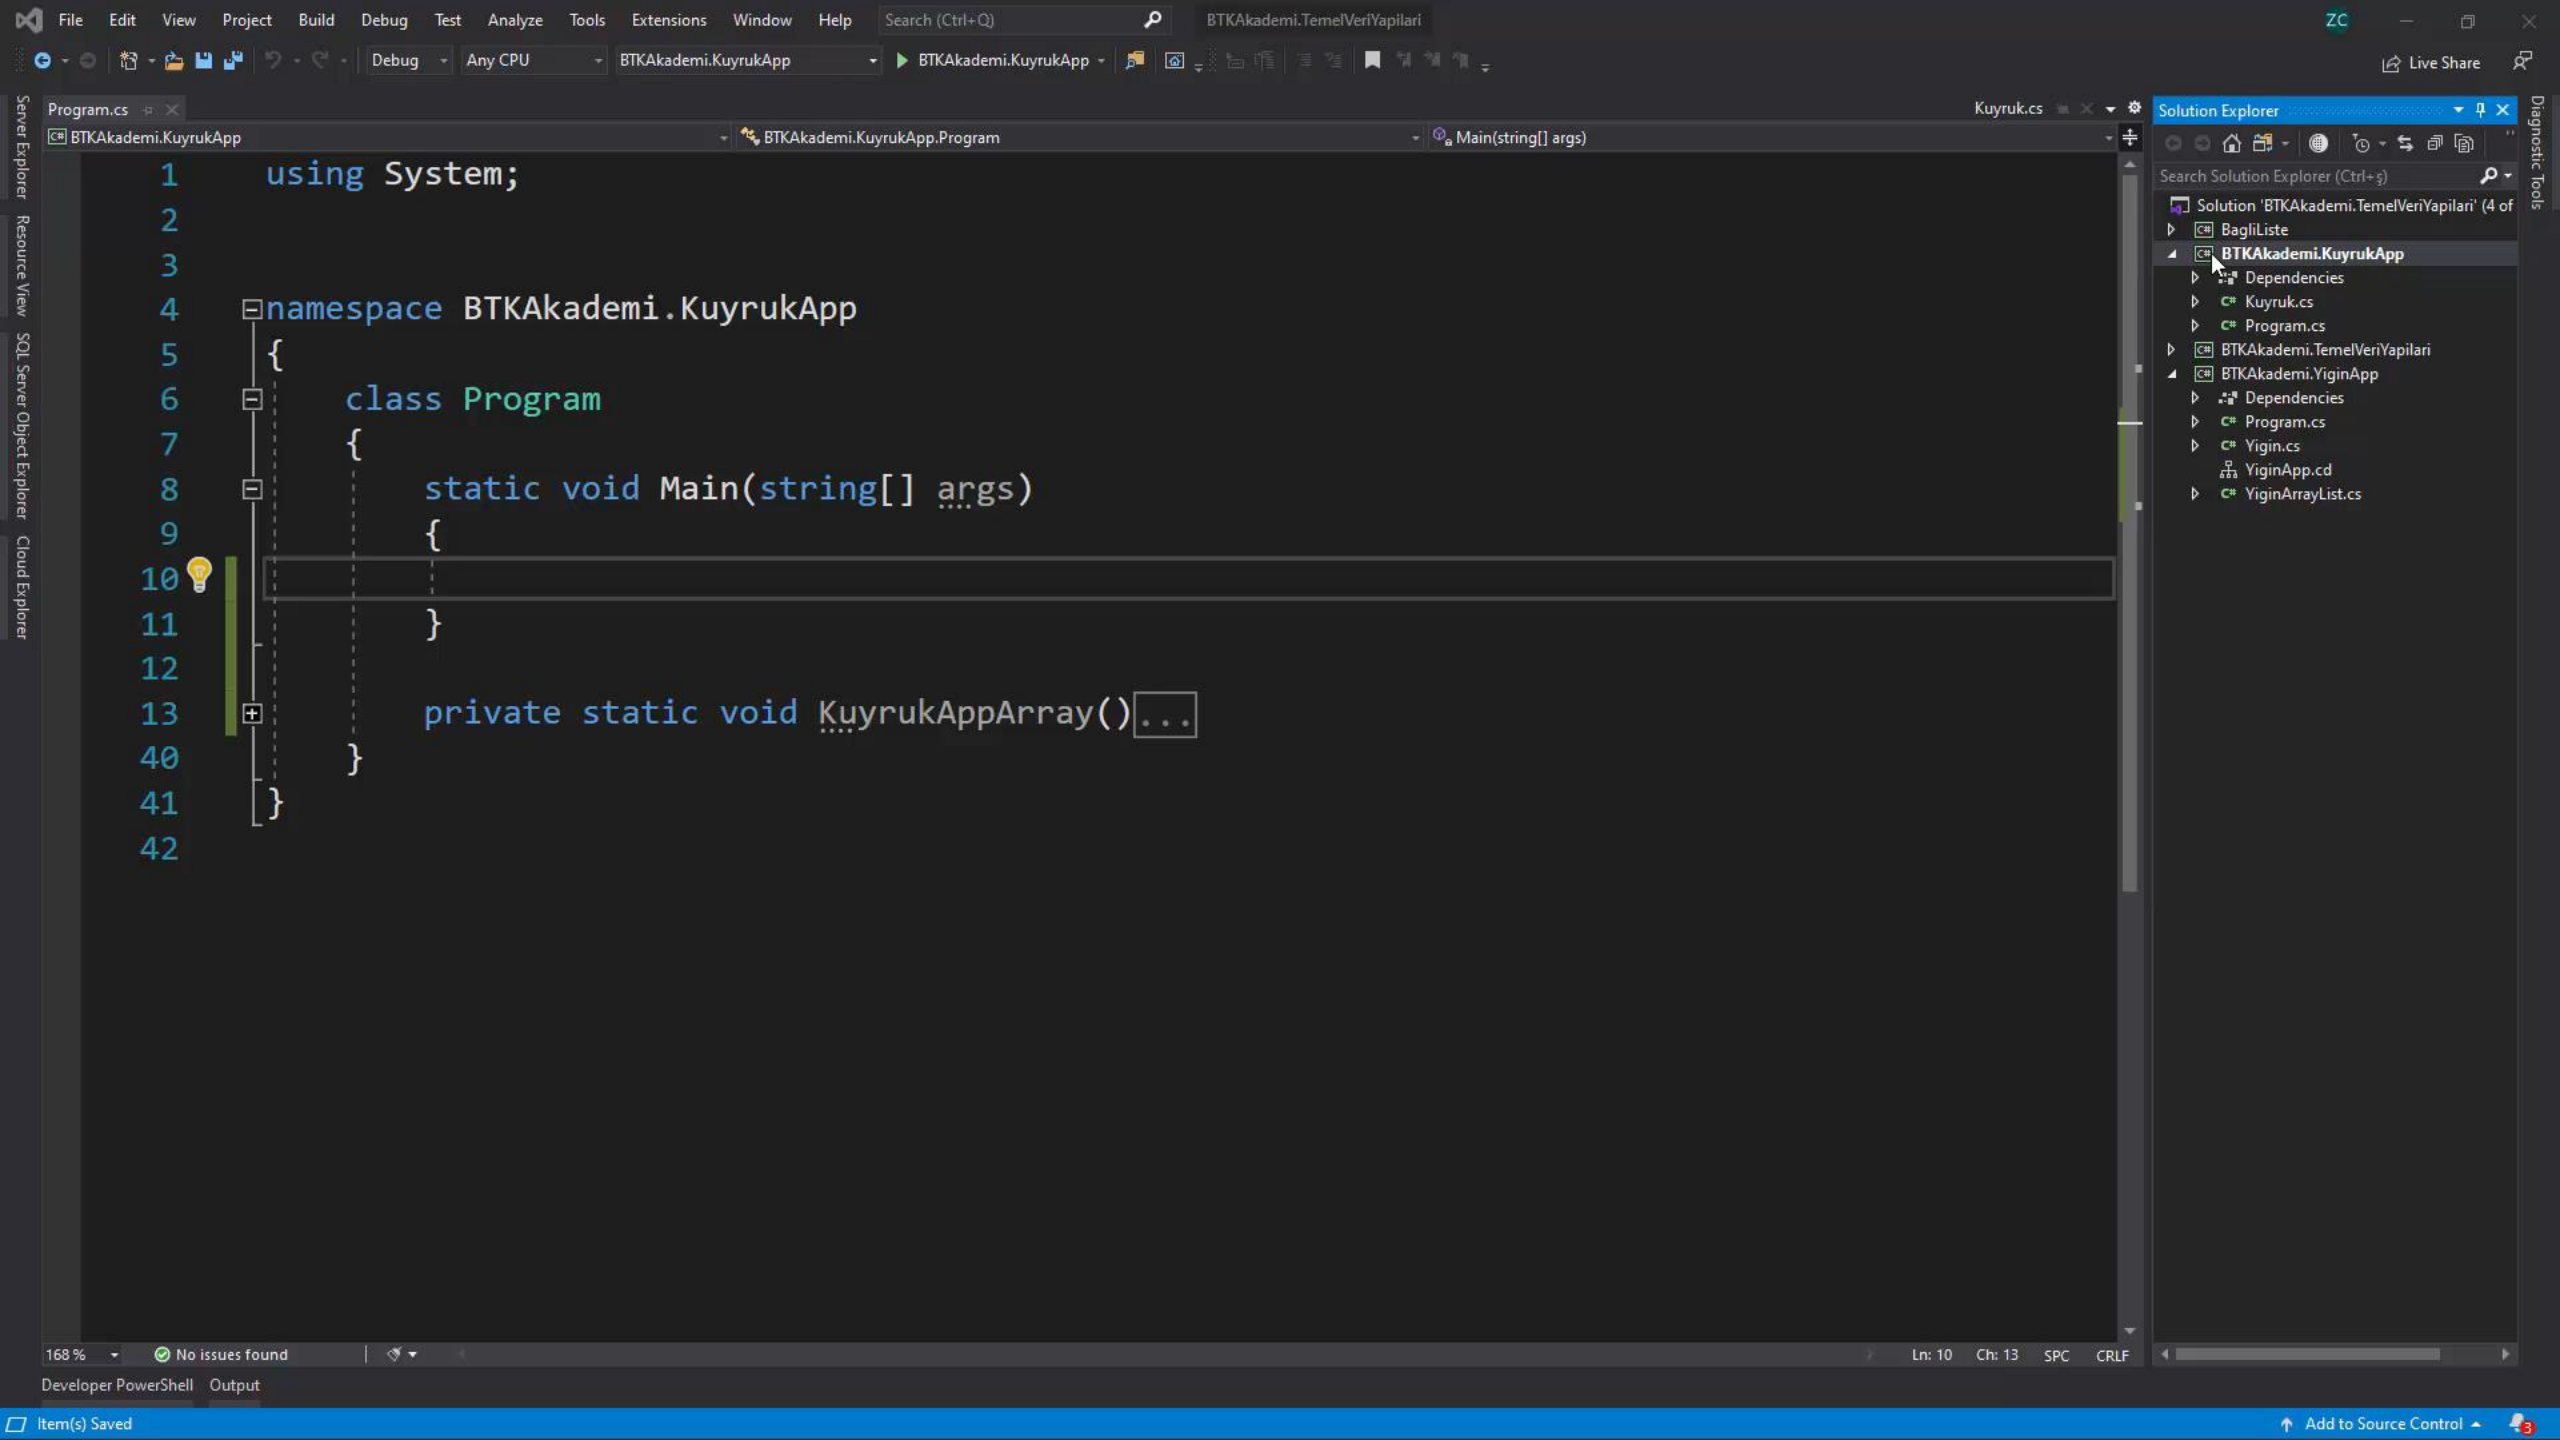 File Edit View Project Build Debug Test Analyze Tools Extensions Window Help Search (Ctrl+Q) BTKAkademi.TemelVeriYapilari ZC
Debug Any CPU BTKAkademi.KuyrukApp BTKAkademi.KuyrukApp Live Share
Server Explorer
Resource View
SQL Server Object Explorer
Cloud Explorer
Program.cs Kuyruk.cs
BTKAkademi.KuyrukApp BTKAkademi.KuyrukApp.Program Main(string[] args)
1 using System;
2
3
4 namespace BTKAkademi.KuyrukApp
5 {
6 class Program
7 {
8 static void Main(string[] args)
9 {
10
11 }
12
13 private static void KuyrukAppArray()...
40 }
41 }
42
Solution Explorer
Search Solution Explorer (Ctrl+ş)
Solution 'BTKAkademi.TemelVeriYapilari' (4 of
BagliListe
BTKAkademi.KuyrukApp
Dependencies
Kuyruk.cs
Program.cs
BTKAkademi.TemelVeriYapilari
BTKAkademi.YiginApp
Dependencies
Program.cs
Yigin.cs
YiginApp.cd
YiginArrayList.cs
Diagnostic Tools
168 % No issues found Ln: 10 Ch: 13 SPC CRLF
Developer PowerShell Output
Item(s) Saved Add to Source Control 3